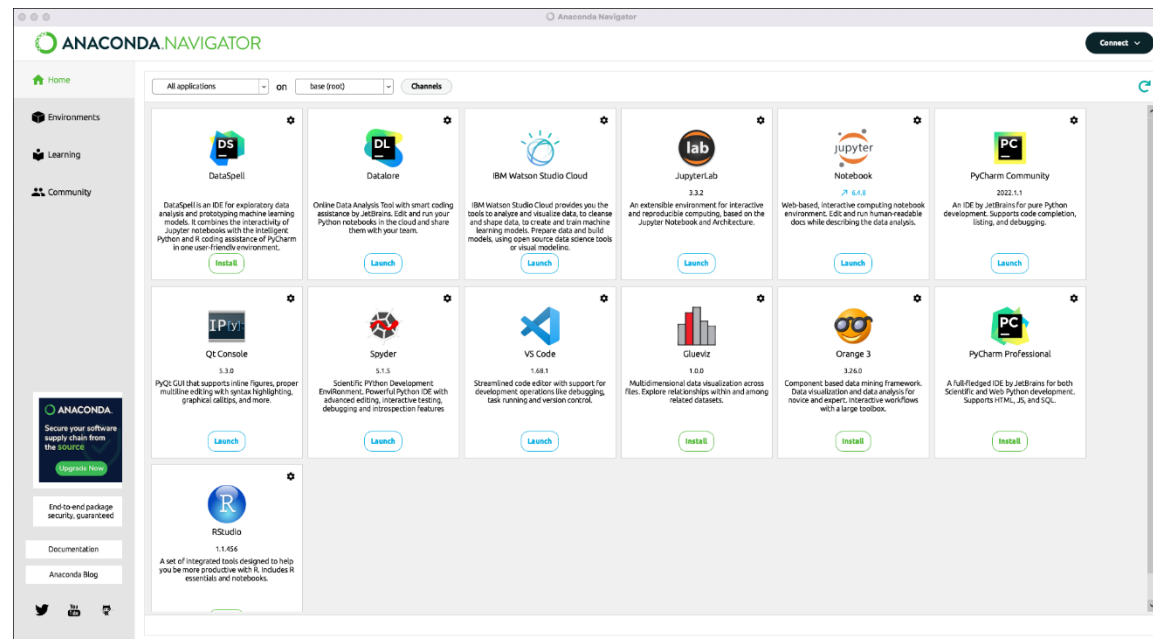 Anaconda Navigator
ANACONDA.NAVIGATOR
Connect
Home
Environments
Learning
Community
All applications
on
base (root)
Channels
DS
DataSpell
DataSpell is an IDE for exploratory data
analysis and prototyping machine learning
models. It combines the interactivity of
Jupyter notebooks with the intelligent
Python and R coding assistance of PyCharm
in one user-friendly environment.
Install
DL
Datalore
Online Data Analysis Tool with smart coding
assistance by JetBrains. Edit and run your
Python notebooks in the cloud and share
them with your team.
Launch
IBM Watson Studio Cloud
IBM Watson Studio Cloud provides you the
tools to analyze and visualize data, to cleanse
and shape data, to create and train machine
learning models. Prepare data and build
models, using open source data science tools
or visual modeling.
Launch
lab
JupyterLab
3.3.2
An extensible environment for interactive
and reproducible computing, based on the
Jupyter Notebook and Architecture.
Launch
jupyter
Notebook
6.4.8
Web-based, interactive computing notebook
environment. Edit and run human-readable
docs while describing the data analysis.
Launch
PC
PyCharm Community
2022.1.1
An IDE by JetBrains for pure Python
development. Supports code completion,
listing, and debugging.
Launch
IP[y]:
Qt Console
5.3.0
PyQt GUI that supports inline figures, proper
multiline editing with syntax highlighting,
graphical calltips, and more.
Launch
Spyder
5.1.5
Scientific PYthon Development
EnviRonment. Powerful Python IDE with
advanced editing, interactive testing,
debugging and introspection features
Launch
VS Code
1.68.1
Streamlined code editor with support for
development operations like debugging,
task running and version control.
Launch
Glueviz
1.0.0
Multidimensional data visualization across
files. Explore relationships within and among
related datasets.
Install
Orange 3
3.26.0
Component based data mining framework.
Data visualization and data analysis for
novice and expert. Interactive workflows
with a large toolbox.
Install
PC
PyCharm Professional
A full-fledged IDE by JetBrains for both
Scientific and Web Python development.
Supports HTML, JS, and SQL.
Install
R
RStudio
1.1.456
A set of integrated tools designed to help
you be more productive with R. Includes R
essentials and notebooks.
ANACONDA.
Secure your software
supply chain from
the source
Upgrade Now
End-to-end package
security, guaranteed
Documentation
Anaconda Blog
You
Tube